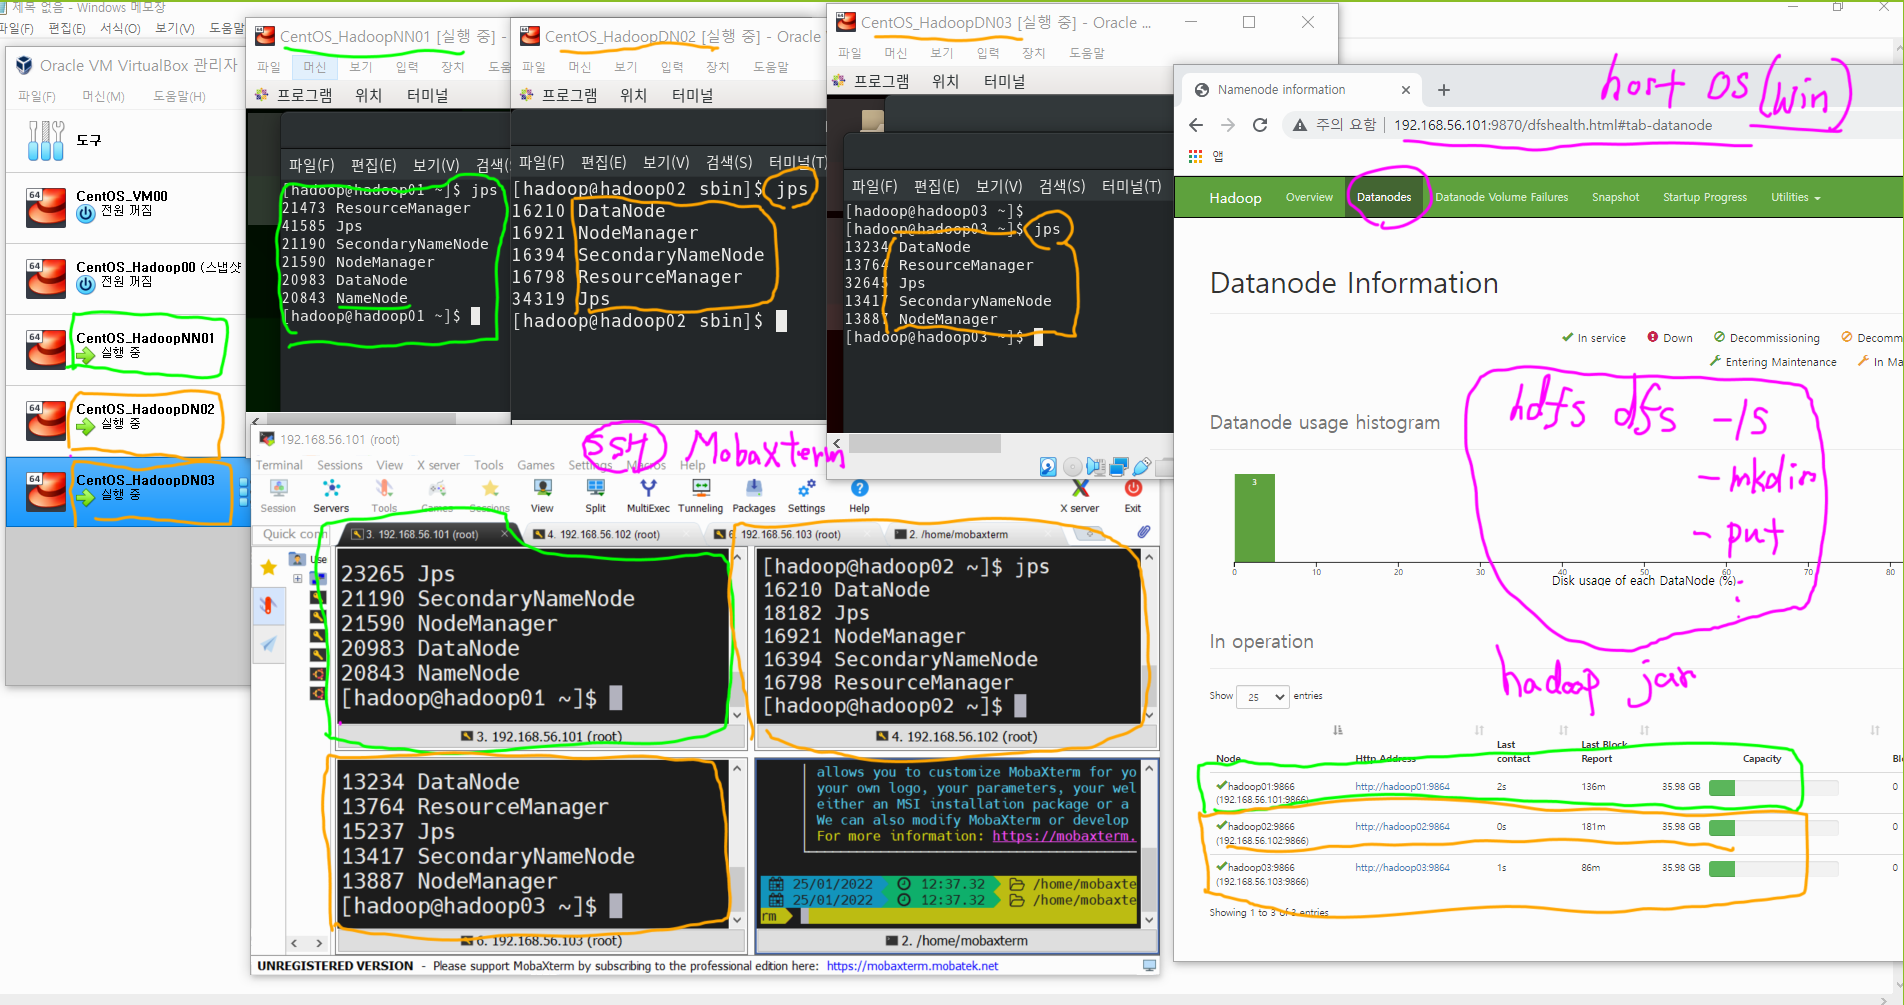 제목 없음 - Windows 메모장
파일(F) 편집(E) 서식(O) 보기(V) 도움말
Oracle VM VirtualBox 관리자
파일(F) 머신(M) 도움말(H)
도구
64 CentOS_VM00
전원 꺼짐
64 CentOS_Hadoop00 (스냅샷
전원 꺼짐
64 CentOS_HadoopNN01
실행 중
64 CentOS_HadoopDN02
실행 중
64 CentOS_HadoopDN03
실행 중
CentOS_HadoopNN01 [실행 중] -
파일 머신 보기 입력 장치 도움
프로그램 위치 터미널
파일(F) 편집(E) 보기(V) 검색(
[hadoop@hadoop01 ~]$ jps
21473 ResourceManager
41585 Jps
21190 SecondaryNameNode
21590 NodeManager
20983 DataNode
20843 NameNode
[hadoop@hadoop01 ~]$
CentOS_HadoopDN02 [실행 중] - Oracle
파일 머신 보기 입력 장치 도움말
프로그램 위치 터미널
파일(F) 편집(E) 보기(V) 검색(S) 터미널(T)
[hadoop@hadoop02 sbin]$ jps
16210 DataNode
16921 NodeManager
16394 SecondaryNameNode
16798 ResourceManager
34319 Jps
[hadoop@hadoop02 sbin]$
CentOS_HadoopDN03 [실행 중] - Oracle ...
파일 머신 보기 입력 장치 도움말
프로그램 위치 터미널
파일(F) 편집(E) 보기(V) 검색(S) 터미널(T)
[hadoop@hadoop03 ~]$
[hadoop@hadoop03 ~]$ jps
13234 DataNode
13764 ResourceManager
32645 Jps
13417 SecondaryNameNode
13887 NodeManager
[hadoop@hadoop03 ~]$
192.168.56.101 (root)
SSH MobaXterm
Terminal Sessions View X server Tools Games Settings Macros Help
Session Servers Tools Games Sessions View Split MultiExec Tunneling Packages Settings Help X server Exit
Quick conn
3. 192.168.56.101 (root) 4. 192.168.56.102 (root) 6. 192.168.56.103 (root) 2. /home/mobaxterm
Use
23265 Jps
21190 SecondaryNameNode
21590 NodeManager
20983 DataNode
20843 NameNode
[hadoop@hadoop01 ~]$
3. 192.168.56.101 (root)
[hadoop@hadoop02 ~]$ jps
16210 DataNode
18182 Jps
16921 NodeManager
16394 SecondaryNameNode
16798 ResourceManager
[hadoop@hadoop02 ~]$
4. 192.168.56.102 (root)
13234 DataNode
13764 ResourceManager
15237 Jps
13417 SecondaryNameNode
13887 NodeManager
[hadoop@hadoop03 ~]$
6. 192.168.56.103 (root)
allows you to customize MobaXterm for yo
your own logo, your parameters, your wel
either an MSI installation package or a
We can also modify MobaXterm or develop
For more information: https://mobaxterm.
25/01/2022 12:37.32 /home/mobaxte
25/01/2022 12:37.32 /home/mobaxte
rm
2. /home/mobaxterm
UNREGISTERED VERSION - Please support MobaXterm by subscribing to the professional edition here: https://mobaxterm.mobatek.net
host OS (Win)
Namenode information
주의 요함 | 192.168.56.101:9870/dfshealth.html#tab-datanode
앱
Hadoop Overview Datanodes Datanode Volume Failures Snapshot Startup Progress Utilities
Datanode Information
In service Down Decommissioning Decomm
Entering Maintenance In Ma
hdfs dfs -ls
- mkdir
- put
Datanode usage histogram
3
0 10 20 30 40 50 60 70 80
Disk usage of each DataNode (%)
In operation
hadoop jar
Show 25 entries
Node Http Address Last contact Last Block Report Capacity Bl
hadoop01:9866 http://hadoop01:9864 2s 136m 35.98 GB 0
(192.168.56.101:9866)
hadoop02:9866 http://hadoop02:9864 0s 181m 35.98 GB 0
(192.168.56.102:9866)
hadoop03:9866 http://hadoop03:9864 1s 86m 35.98 GB 0
(192.168.56.103:9866)
Showing 1 to 3 of 3 entries